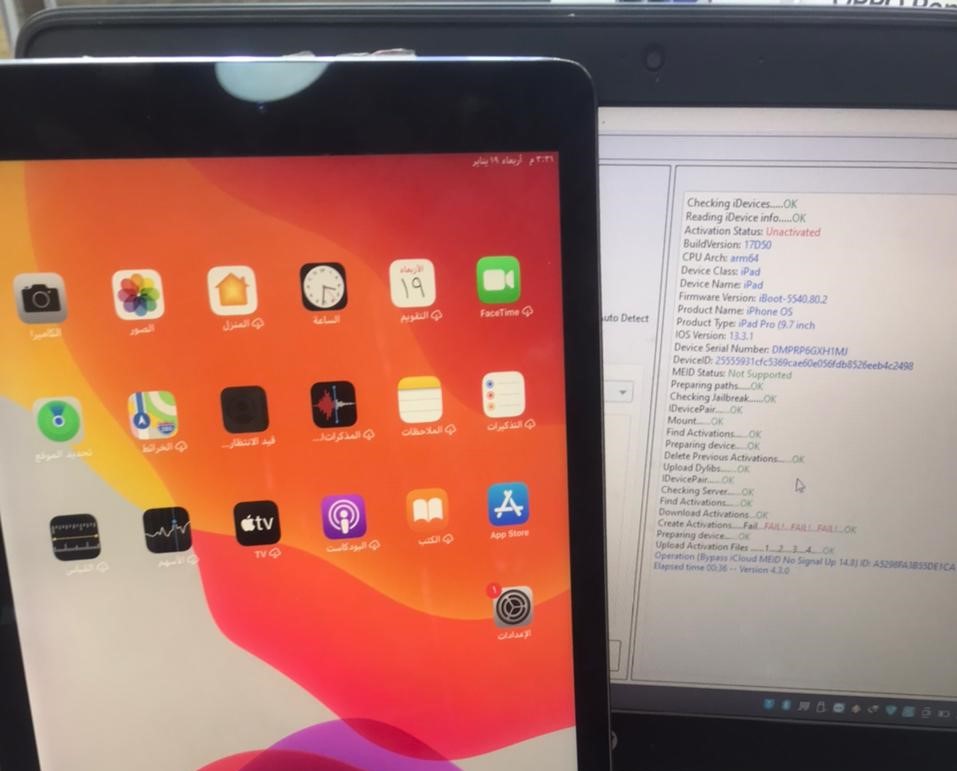 ٣:٣٦ م أربعاء ١٩ يناير
FaceTime
الأربعاء
١٩
التقويم
الساعة
المنزل
الصور
الكاميرا
التذكيرات
الملاحظات
المذكرات ا...
قيد الانتظار...
الخرائط
تحديد الموقع
App Store
الكتب
البودكاست
tv
TV
الأسهم
القياس
١
الإعدادات
OPPO
Auto Detect
Checking iDevices.....OK
Reading iDevice info.....OK
Activation Status: Unactivated
BuildVersion: 17D50
CPU Arch: arm64
Device Class: iPad
Device Name: iPad
Firmware Version: iBoot-5540.80.2
Product Name: iPhone OS
Product Type: iPad Pro (9.7 inch
IOS Version: 13.3.1
Device Serial Number: DMPRP6GXH1MJ
DeviceID: 25555931cfc5369cae60e056fdb8526eeb4c2498
MEID Status: Not Supported
Preparing paths.....OK
Checking Jailbreak.....OK
IDevicePair....OK
Mount.....OK
Find Activations.....OK
Preparing device.....OK
Delete Previous Activations.....OK
Upload Dylibs.....OK
IDevicePair....OK
Checking Server.....OK
Find Activations.....OK
Download Activations...OK
Create Activations.....Fail...FAIL!...FAIL!...FAIL!...OK
Preparing device.....OK
Upload Activation Files ......1...2....3....4.....OK
Operation (Bypass iCloud MEID No Signal Up 14.8) ID: A5298FA3B55DE1CA
Elapsed time 00:36 -- Version 4.3.0